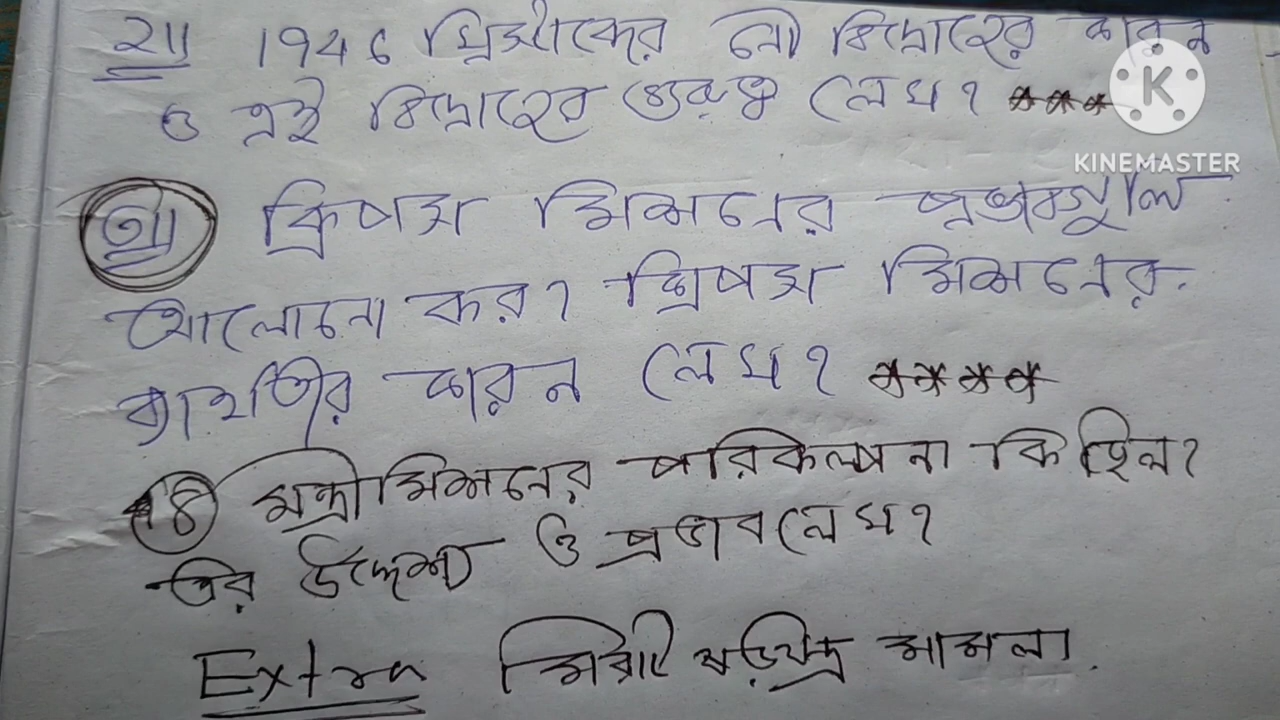 ২॥ 1946 খ্রিস্টাব্দের নৌ বিদ্রোহের কারন
ও এই বিদ্রোহের গুরুত্ব লেখ?
KINEMASTER
৩॥ ক্রিপস মিশনের প্রস্তাবগুলি
আলোচনা কর? ক্রিপস মিশনের
ব্যর্থতার কারন লেখ?
৪ মন্ত্রীমিশনের পরিকল্পনা কি ছিল?
এর উদ্দেশ্য ও প্রভাব লেখ?
Extra মিরাট ষড়যন্ত্র মামলা.